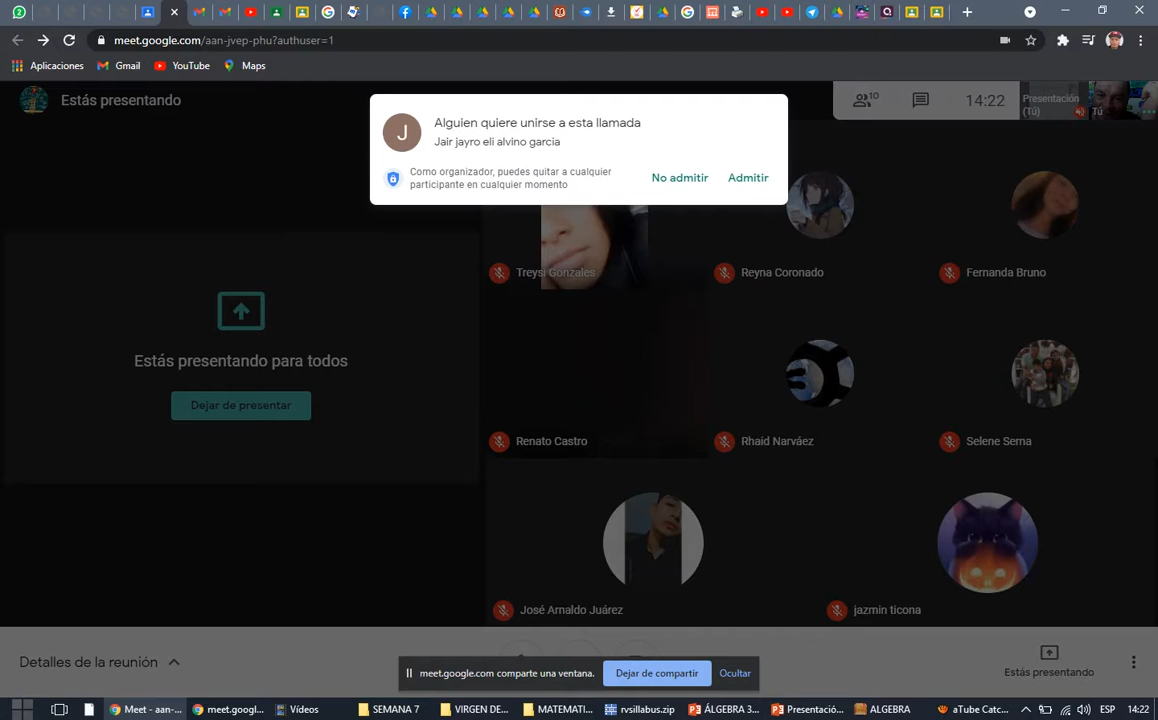 meet.google.com/aan-jvep-phu?authuser=1
Aplicaciones
Gmail
YouTube
Maps
Estás presentando
10
14:22
Presentación
(Tú)
Tú
J
Alguien quiere unirse a esta llamada
Jair jayro eli alvino garcia
Como organizador, puedes quitar a cualquier
participante en cualquier momento
No admitir
Admitir
Treysi Gonzales
Reyna Coronado
Fernanda Bruno
Estás presentando para todos
Dejar de presentar
Renato Castro
Rhaid Narváez
Selene Serna
José Arnaldo Juárez
jazmin ticona
Detalles de la reunión
meet.google.com comparte una ventana.
Dejar de compartir
Ocultar
Estás presentando
Meet - aan-...
meet.googl...
Vídeos
SEMANA 7
VIRGEN DE...
MATEMATI...
rvsillabus.zip
ÁLGEBRA 3...
Presentació...
ALGEBRA
aTube Catc...
ESP
14:22